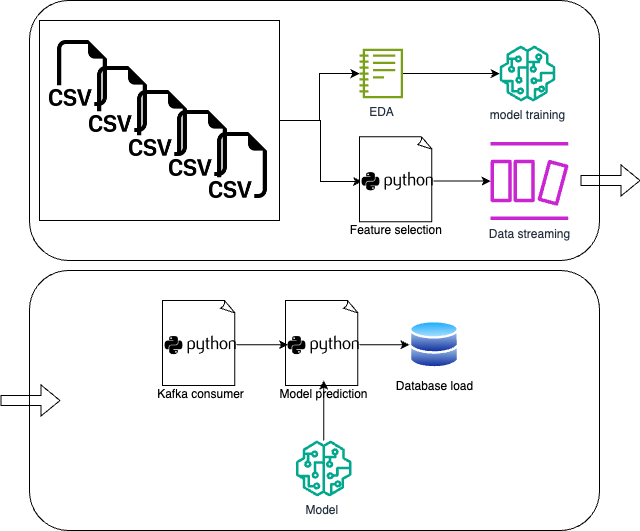 CSV
CSV
CSV
CSV
CSV
EDA
model training
python
Feature selection
Data streaming
python
Kafka consumer
python
Model prediction
Database load
Model